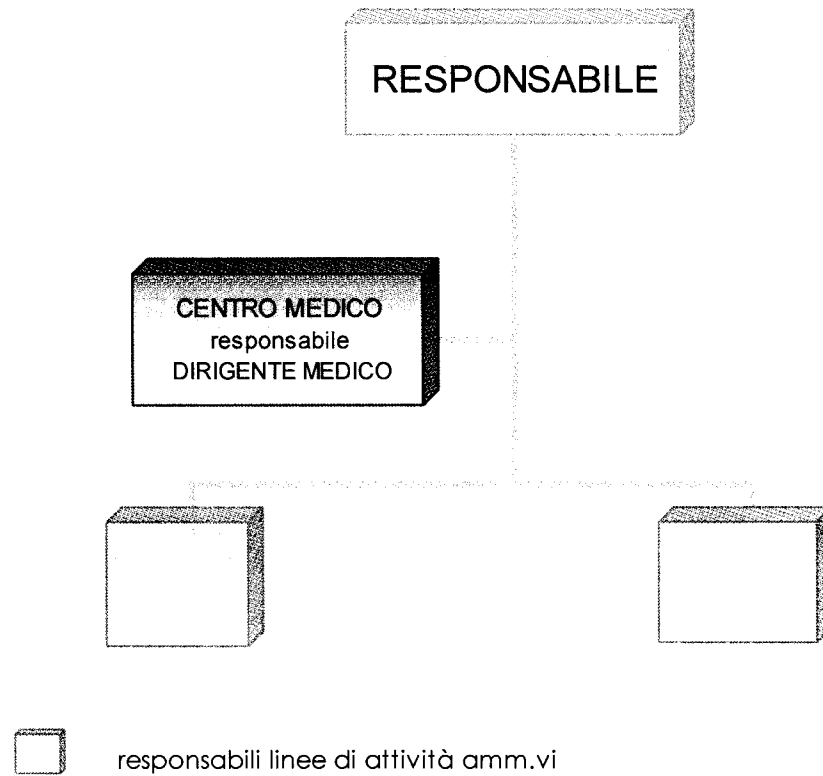 RESPONSABILE
CENTRO MEDICO
responsabile
DIRIGENTE MEDICO
responsabili linee di attività amm.vi